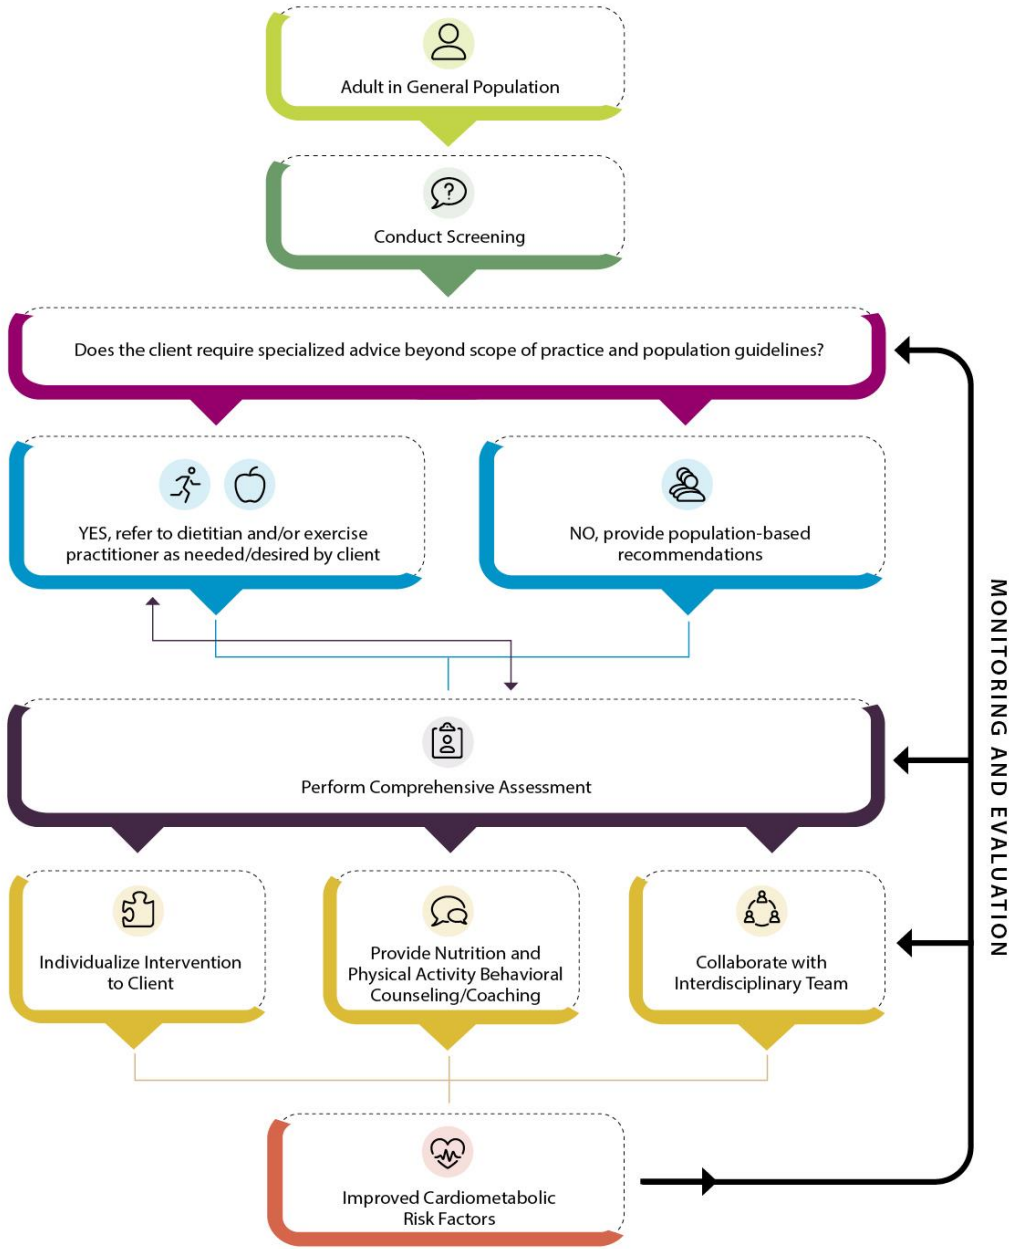 Adult in General Population
Conduct Screening
Does the client require specialized advice beyond scope of practice and population guidelines?
YES, refer to dietitian and/or exercise
practitioner as needed/desired by client
NO, provide population-based
recommendations
Perform Comprehensive Assessment
Individualize Intervention
to Client
Provide Nutrition and
Physical Activity Behavioral
Counseling/Coaching
Collaborate with
Interdisciplinary Team
Improved Cardiometabolic
Risk Factors
MONITORING AND EVALUATION